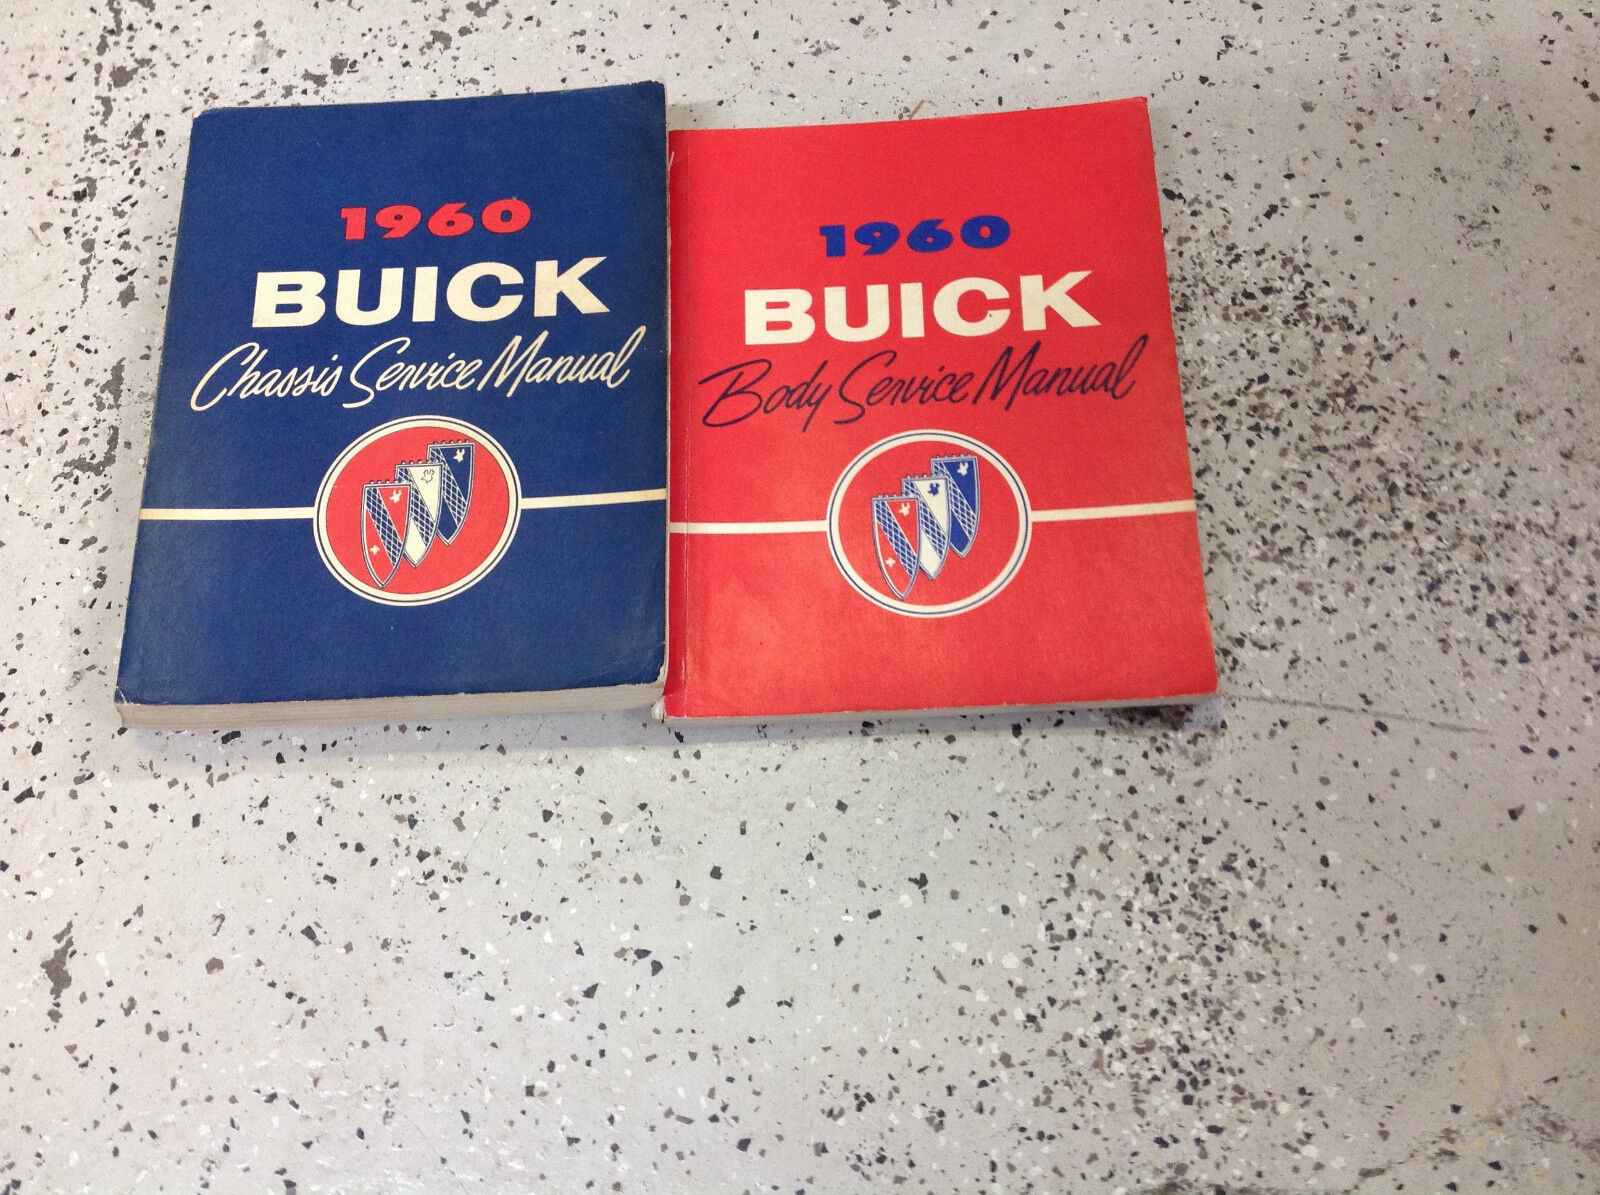 1960
BUICK
Chassis Service Manual
1960
BUICK
Body Service Manual